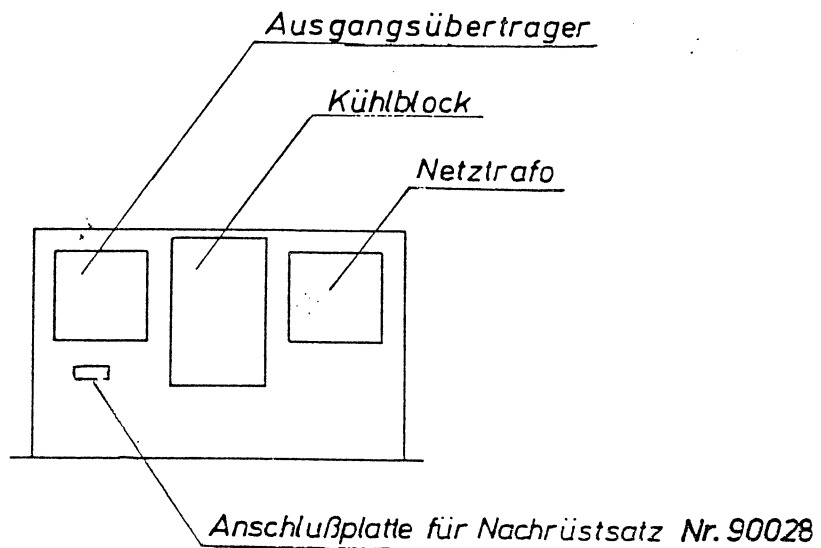 Ausgangsübertrager
Kühlblock
Netztrafo
Anschlußplatte für Nachrüstsatz Nr. 90028